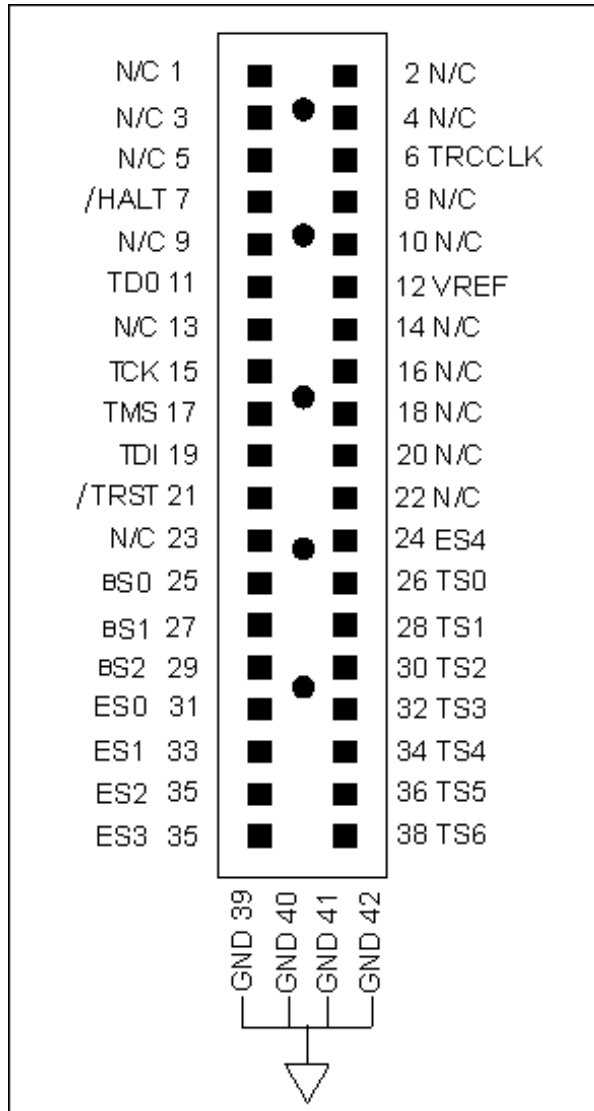 N/C 1 2 N/C
N/C 3 4 N/C
N/C 5 6 TRCCLK
/HALT 7 8 N/C
N/C 9 10 N/C
TD0 11 12 VREF
N/C 13 14 N/C
TCK 15 16 N/C
TMS 17 18 N/C
TDI 19 20 N/C
/TRST 21 22 N/C
N/C 23 24 ES4
BS0 25 26 TS0
BS1 27 28 TS1
BS2 29 30 TS2
ES0 31 32 TS3
ES1 33 34 TS4
ES2 35 36 TS5
ES3 35 38 TS6
GND 39
GND 40
GND 41
GND 42